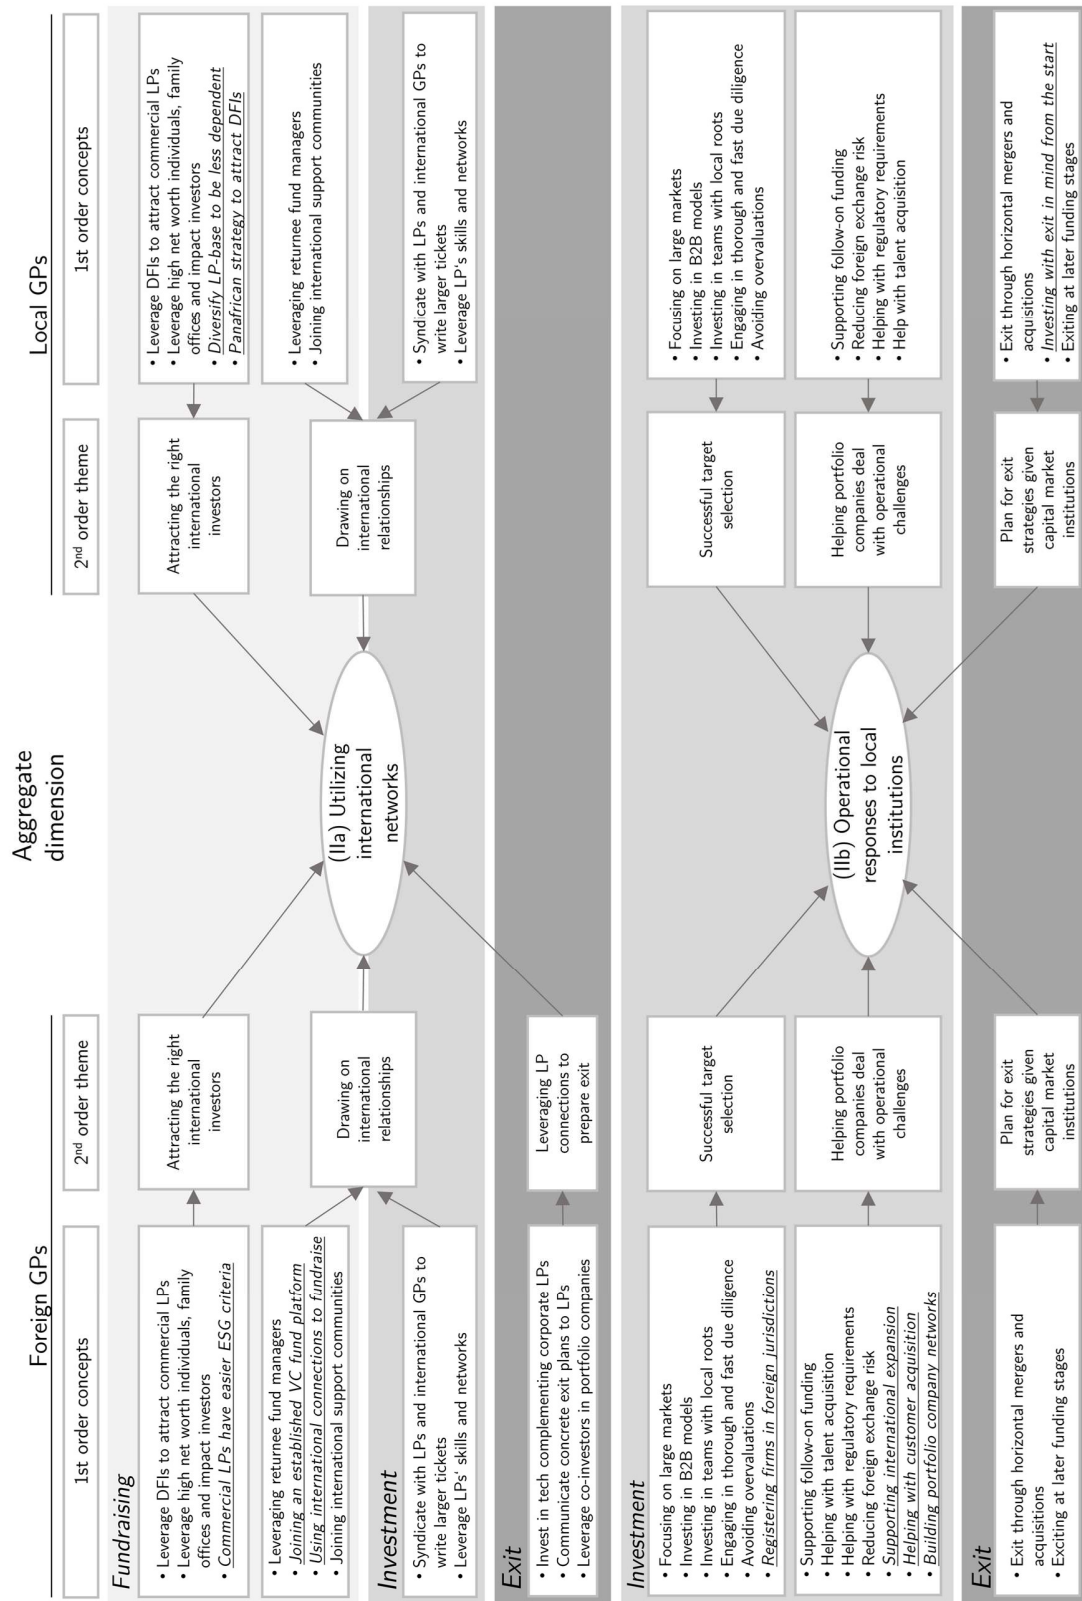 Foreign GPs
Aggregate
dimension
Local GPs
1st order concepts
2nd order theme
2nd order theme
1st order concepts
Fundraising
• Leverage DFIs to attract commercial LPs
• Leverage high net worth individuals, family
offices and impact investors
• Commercial LPs have easier ESG criteria
Attracting the right
international
investors
Attracting the right
international
investors
• Leverage DFIs to attract commercial LPs
• Leverage high net worth individuals, family
offices and impact investors
• Diversify LP-base to be less dependent
• Panafrican strategy to attract DFIs
• Leveraging returnee fund managers
• Joining an established VC fund platform
• Using international connections to fundraise
• Joining international support communities
Drawing on
international
relationships
(IIa) Utilizing
international
networks
Drawing on
international
relationships
• Leveraging returnee fund managers
• Joining international support communities
Investment
• Syndicate with LPs and international GPs to
write larger tickets
• Leverage LPs' skills and networks
• Syndicate with LPs and international GPs to
write larger tickets
• Leverage LP's skills and networks
Exit
• Invest in tech complementing corporate LPs
• Communicate concrete exit plans to LPs
• Leverage co-investors in portfolio companies
Leveraging LP
connections to
prepare exit
Investment
• Focusing on large markets
• Investing in B2B models
• Investing in teams with local roots
• Engaging in thorough and fast due diligence
• Avoiding overvaluations
• Registering firms in foreign jurisdictions
Successful target
selection
Successful target
selection
• Focusing on large markets
• Investing in B2B models
• Investing in teams with local roots
• Engaging in thorough and fast due diligence
• Avoiding overvaluations
• Supporting follow-on funding
• Helping with talent acquisition
• Helping with regulatory requirements
• Reducing foreign exchange risk
• Supporting international expansion
• Helping with customer acquisition
• Building portfolio company networks
Helping portfolio
companies deal
with operational
challenges
(IIb) Operational
responses to local
institutions
Helping portfolio
companies deal
with operational
challenges
• Supporting follow-on funding
• Reducing foreign exchange risk
• Helping with regulatory requirements
• Help with talent acquisition
Exit
• Exit through horizontal mergers and
acquisitions
• Exciting at later funding stages
Plan for exit
strategies given
capital market
institutions
Plan for exit
strategies given
capital market
institutions
• Exit through horizontal mergers and
acquisitions
• Investing with exit in mind from the start
• Exiting at later funding stages